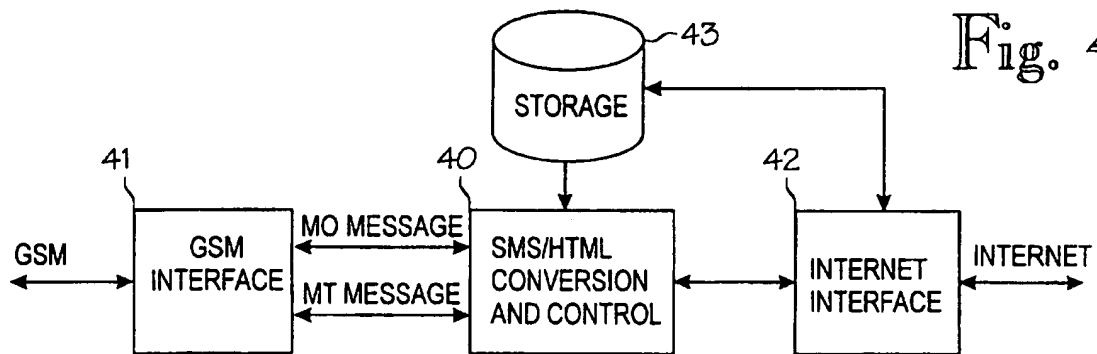 Fig. 4
43
STORAGE
41
40
42
GSM
GSM
INTERFACE
MO MESSAGE
MT MESSAGE
SMS/HTML
CONVERSION
AND CONTROL
INTERNET
INTERFACE
INTERNET